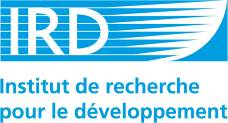 IRD
Institut de recherche
pour le développement